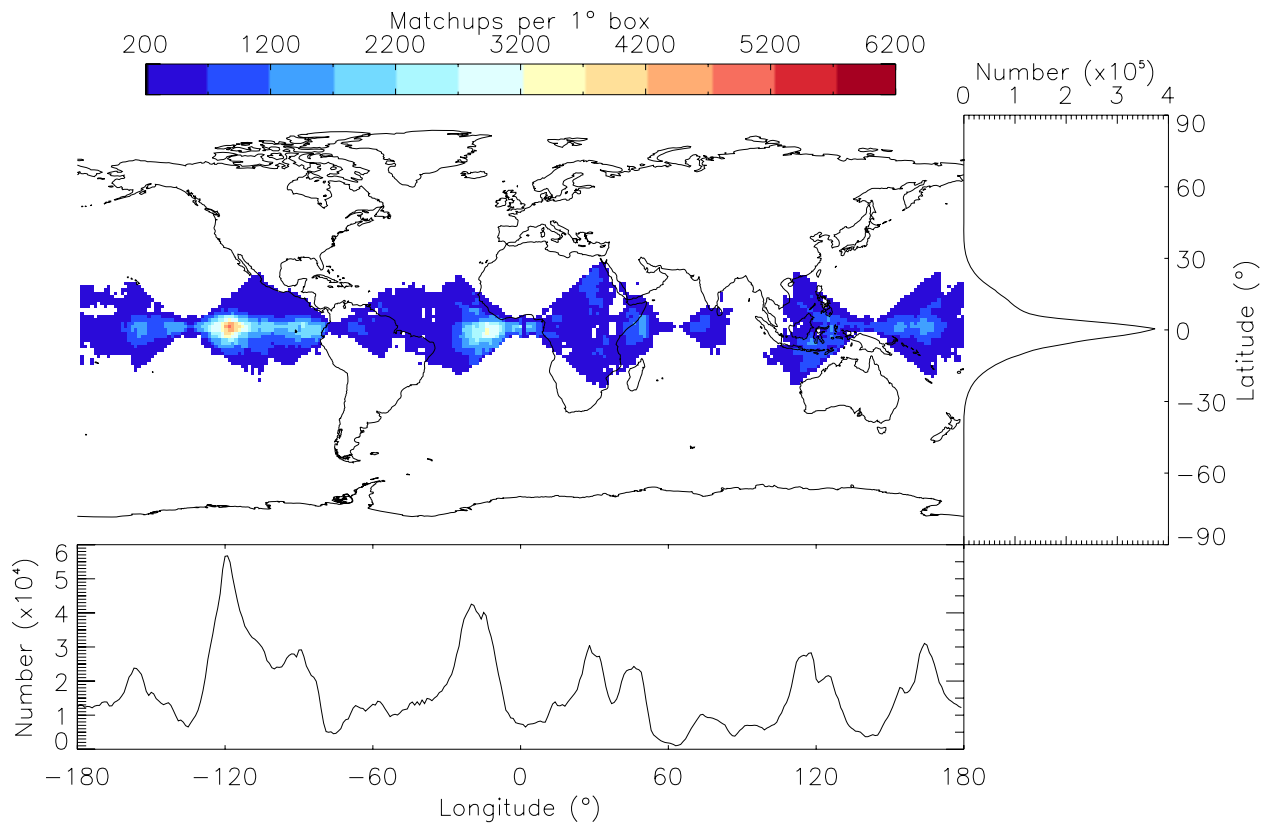 Matchups per 1° box
200 1200 2200 3200 4200 5200 6200
Number (x10⁵)
0 1 2 3 4
90
60
30
0
−30
−60
−90
Latitude (°)
6
5
4
3
2
1
0
Number (x10⁴)
−180 −120 −60 0 60 120 180
Longitude (°)